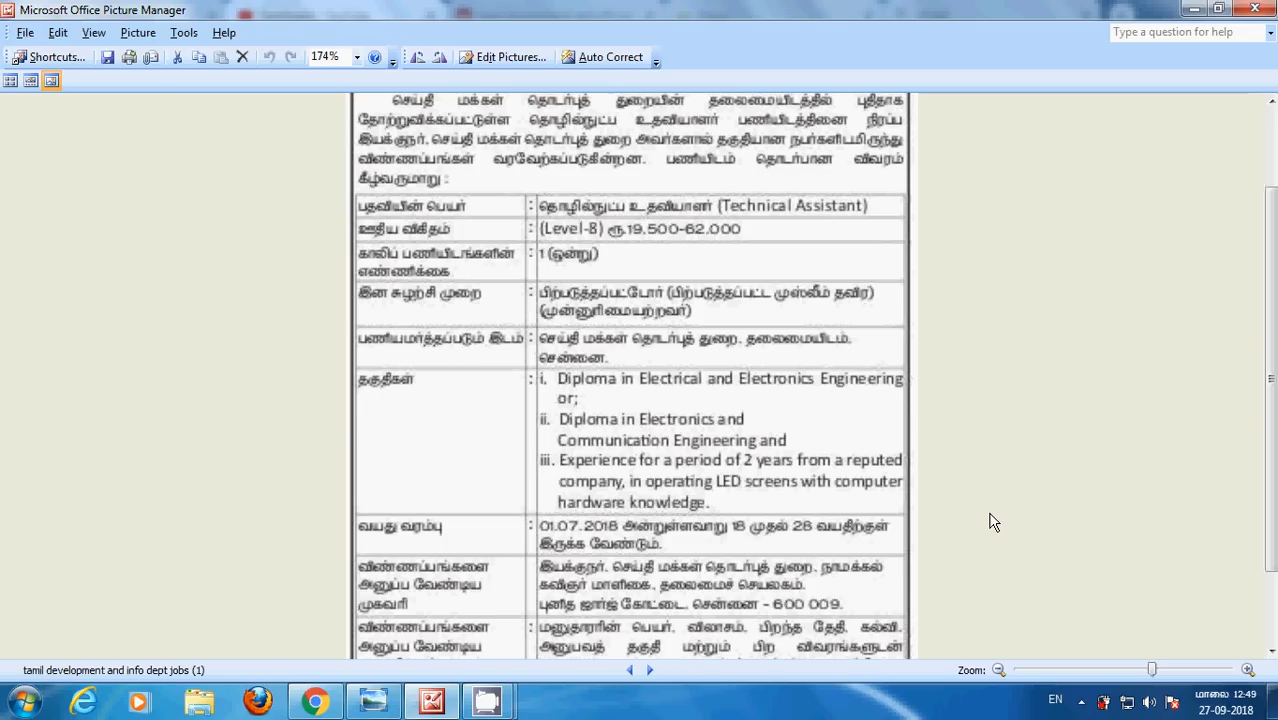 Microsoft Office Picture Manager
File Edit View Picture Tools Help
Type a question for help
Shortcuts... 174% Edit Pictures... Auto Correct
செய்தி மக்கள் தொடர்புத் துறையின் தலைமையிடத்தில் புதிதாக
தோற்றுவிக்கப்பட்டுள்ள தொழில்நுட்ப உதவியாளர் பணியிடத்தினை நிரப்ப
இயக்குநர், செய்தி மக்கள் தொடர்புத் துறை அவர்களால் தகுதியான நபர்களிடமிருந்து
விண்ணப்பங்கள் வரவேற்கப்படுகின்றன. பணியிடம் தொடர்பான விவரம்
கீழ்வருமாறு :
பதவியின் பெயர் : தொழில்நுட்ப உதவியாளர் (Technical Assistant)
ஊதிய விகிதம் : (Level-8) ரூ.19,500-62,000
காலிப் பணியிடங்களின் : 1 (ஒன்று)
எண்ணிக்கை
இன சுழற்சி முறை : பிற்படுத்தப்பட்டோர் (பிற்படுத்தப்பட்ட முஸ்லீம் தவிர)
(முன்னுரிமையற்றவர்)
பணியமர்த்தப்படும் இடம் : செய்தி மக்கள் தொடர்புத் துறை, தலைமையிடம்,
சென்னை.
தகுதிகள் : i. Diploma in Electrical and Electronics Engineering
or;
ii. Diploma in Electronics and
Communication Engineering and
iii. Experience for a period of 2 years from a reputed
company, in operating LED screens with computer
hardware knowledge.
வயது வரம்பு : 01.07.2018 அன்றுள்ளவாறு 18 முதல் 28 வயதிற்குள்
இருக்க வேண்டும்.
விண்ணப்பங்களை : இயக்குநர், செய்தி மக்கள் தொடர்புத் துறை, நாமக்கல்
அனுப்ப வேண்டிய கவிஞர் மாளிகை, தலைமைச் செயலகம்,
முகவரி புனித ஜார்ஜ் கோட்டை, சென்னை - 600 009.
விண்ணப்பங்களை : மனுதாரரின் பெயர், விலாசம், பிறந்த தேதி, கல்வி,
அனுப்ப வேண்டிய அனுபவத் தகுதி மற்றும் பிற விவரங்களுடன்
tamil development and info dept jobs (1) Zoom:
EN மாலை 12:49
27-09-2018